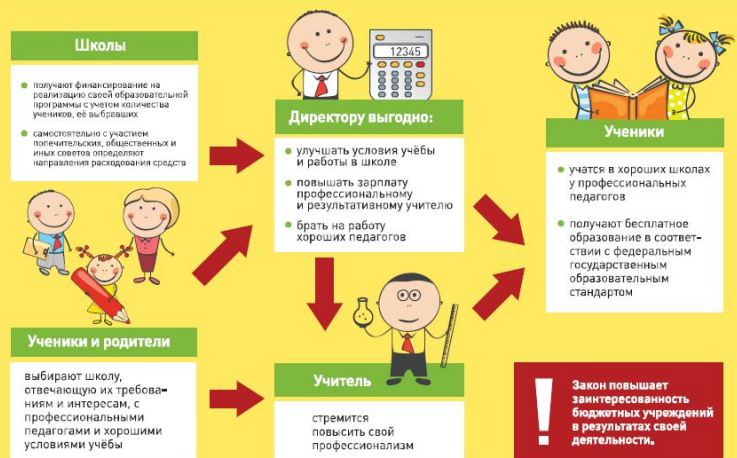 Школы
получают финансирование на
реализацию своей образовательной
программы с учетом количества
учеников, её выбравших
самостоятельно с участием
попечительских, общественных и
иных советов определяют
направления расходования средств
Ученики и родители
выбирают школу,
отвечающую их требова-
ниям и интересам, с
профессиональными
педагогами и хорошими
условиями учёбы
12345
Директору выгодно:
улучшать условия учёбы
и работы в школе
повышать зарплату
профессиональному
и результативному учителю
брать на работу
хороших педагогов
Учитель
стремится
повысить свой
профессионализм
Ученики
учатся в хороших школах
у профессиональных
педагогов
получают бесплатное
образование в соответ-
ствии с федеральным
государственным
образовательным
стандартом
!
Закон повышает
заинтересованность
бюджетных учреждений
в результатах своей
деятельности.